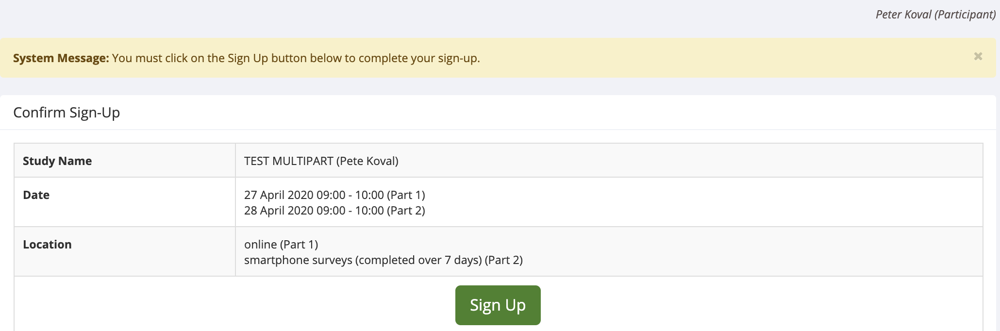 Peter Koval (Participant)
System Message: You must click on the Sign Up button below to complete your sign-up.
Confirm Sign-Up
Study Name
TEST MULTIPART (Pete Koval)
Date
27 April 2020 09:00 - 10:00 (Part 1)
28 April 2020 09:00 - 10:00 (Part 2)
Location
online (Part 1)
smartphone surveys (completed over 7 days) (Part 2)
Sign Up